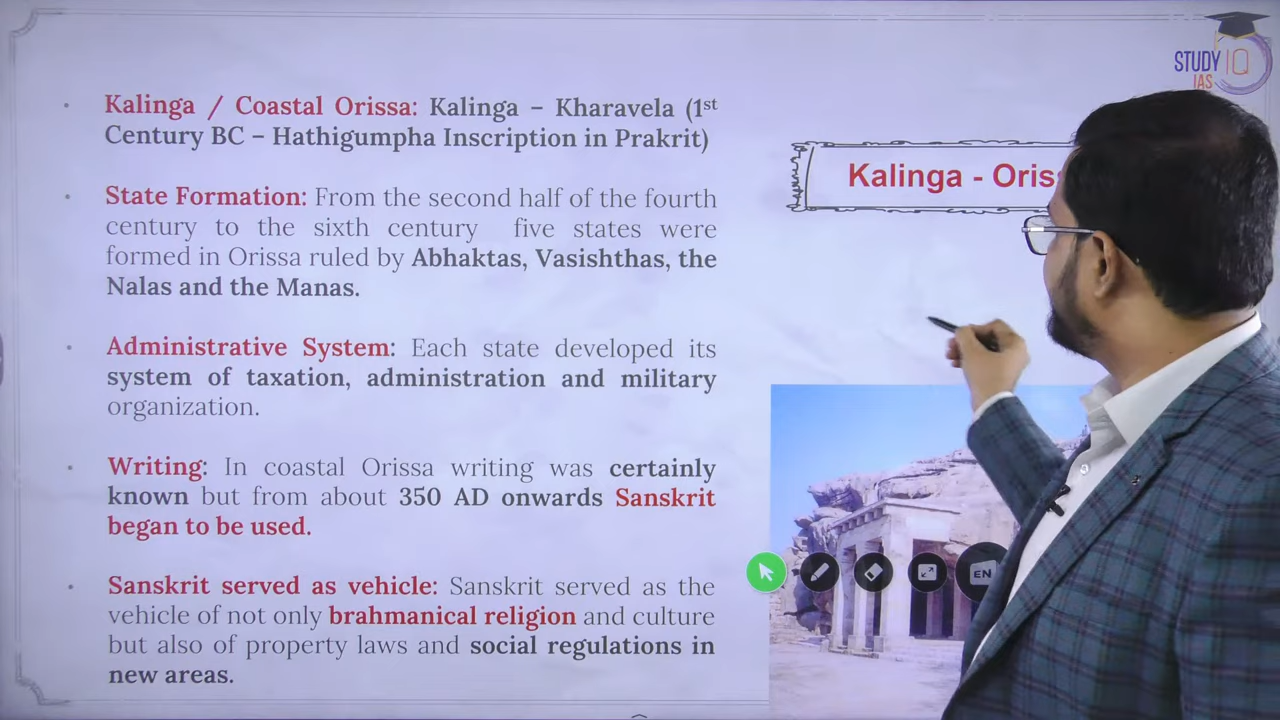 STUDY IQ
IAS
Kalinga / Coastal Orissa: Kalinga – Kharavela (1st
Century BC – Hathigumpha Inscription in Prakrit)
State Formation: From the second half of the fourth
century to the sixth century five states were
formed in Orissa ruled by Abhaktas, Vasishthas, the
Nalas and the Manas.
Administrative System: Each state developed its
system of taxation, administration and military
organization.
Writing: In coastal Orissa writing was certainly
known but from about 350 AD onwards Sanskrit
began to be used.
Sanskrit served as vehicle: Sanskrit served as the
vehicle of not only brahmanical religion and culture
but also of property laws and social regulations in
new areas.
Kalinga -
EN